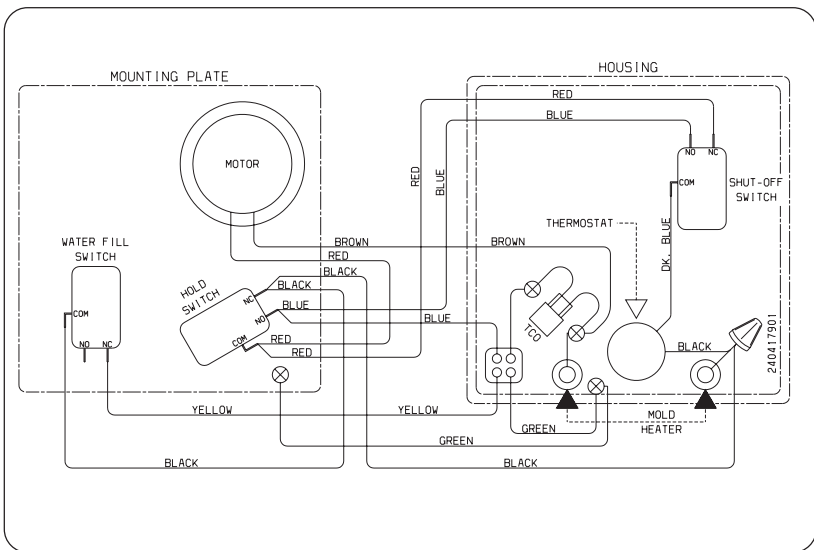 MOUNTING PLATE
HOUSING
RED
BLUE
MOTOR
RED
BLUE
NO
NC
COM
SHUT-OFF
SWITCH
THERMOSTAT
DK. BLUE
WATER FILL
SWITCH
BROWN
BROWN
RED
BLACK
HOLD
SWITCH
NC
BLACK
COM
NO
BLUE
BLUE
TCO
COM
NO
NC
RED
RED
BLACK
240417901
YELLOW
YELLOW
MOLD
HEATER
GREEN
GREEN
BLACK
BLACK